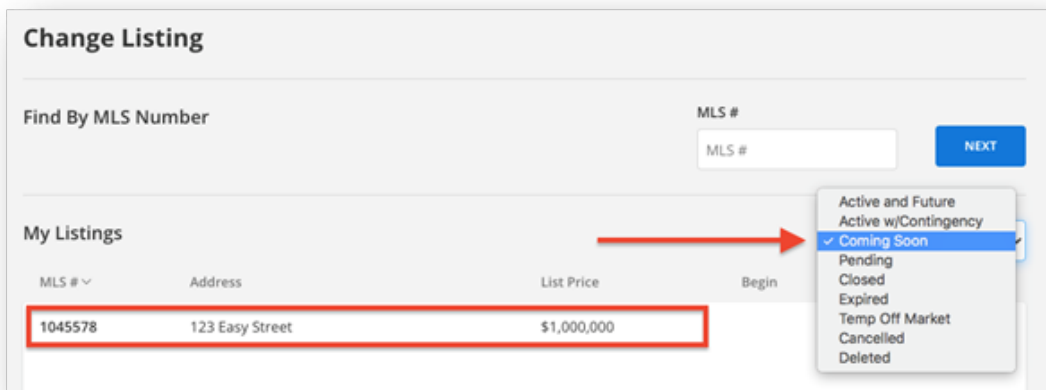 Change Listing
Find By MLS Number
MLS #
MLS #
NEXT
My Listings
Active and Future
Active w/Contingency
✓ Coming Soon
Pending
Closed
Expired
Temp Off Market
Cancelled
Deleted
MLS # Address List Price Begin
1045578 123 Easy Street $1,000,000